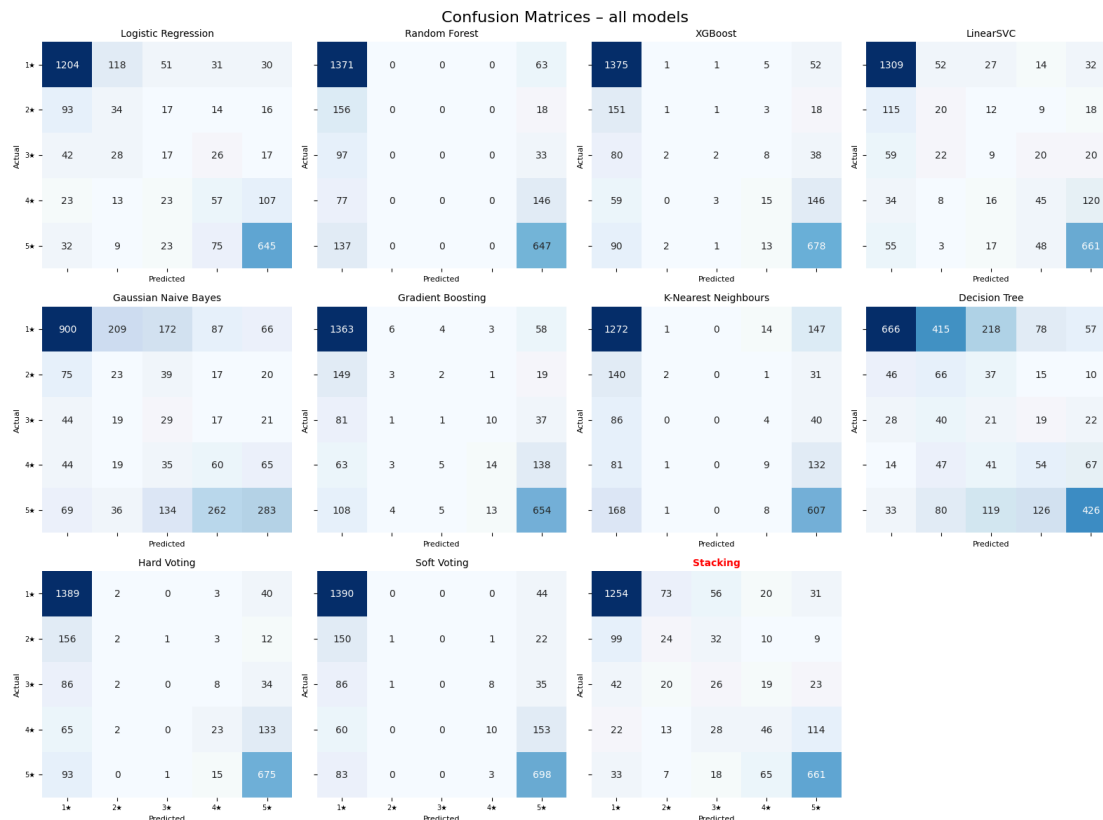 Confusion Matrices – all models
Logistic Regression
Random Forest
XGBoost
LinearSVC
1★ 1204 118 51 31 30
2★ 93 34 17 14 16
3★ 42 28 17 26 17
4★ 23 13 23 57 107
5★ 32 9 23 75 645
Actual
Predicted
1371 0 0 0 63
156 0 0 0 18
97 0 0 0 33
77 0 0 0 146
137 0 0 0 647
Actual
Predicted
1375 1 1 5 52
151 1 1 3 18
80 2 2 8 38
59 0 3 15 146
90 2 1 13 678
Actual
Predicted
1309 52 27 14 32
115 20 12 9 18
59 22 9 20 20
34 8 16 45 120
55 3 17 48 661
Actual
Predicted
Gaussian Naive Bayes
Gradient Boosting
K-Nearest Neighbours
Decision Tree
1★ 900 209 172 87 66
2★ 75 23 39 17 20
3★ 44 19 29 17 21
4★ 44 19 35 60 65
5★ 69 36 134 262 283
Actual
Predicted
1363 6 4 3 58
149 3 2 1 19
81 1 1 10 37
63 3 5 14 138
108 4 5 13 654
Actual
Predicted
1272 1 0 14 147
140 2 0 1 31
86 0 0 4 40
81 1 0 9 132
168 1 0 8 607
Actual
Predicted
666 415 218 78 57
46 66 37 15 10
28 40 21 19 22
14 47 41 54 67
33 80 119 126 426
Actual
Predicted
Hard Voting
Soft Voting
Stacking
1★ 1389 2 0 3 40
2★ 156 2 1 3 12
3★ 86 2 0 8 34
4★ 65 2 0 23 133
5★ 93 0 1 15 675
Actual
1★ 2★ 3★ 4★ 5★
Predicted
1390 0 0 0 44
150 1 0 1 22
86 1 0 8 35
60 0 0 10 153
83 0 0 3 698
Actual
1★ 2★ 3★ 4★ 5★
Predicted
1254 73 56 20 31
99 24 32 10 9
42 20 26 19 23
22 13 28 46 114
33 7 18 65 661
Actual
1★ 2★ 3★ 4★ 5★
Predicted